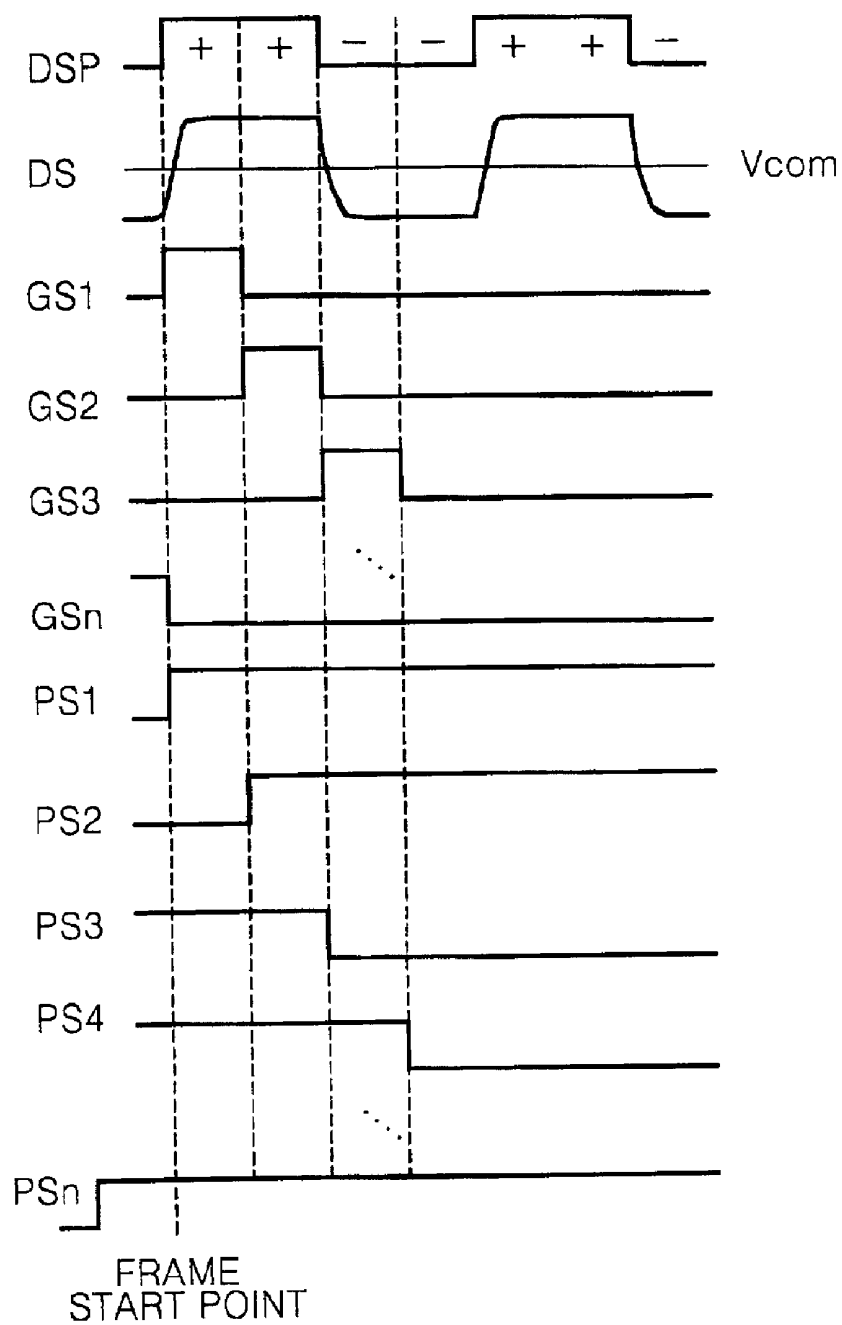 DSP + + − − + + −
DS Vcom
GS1
GS2
GS3
GSn
PS1
PS2
PS3
PS4
PSn
FRAME
START POINT